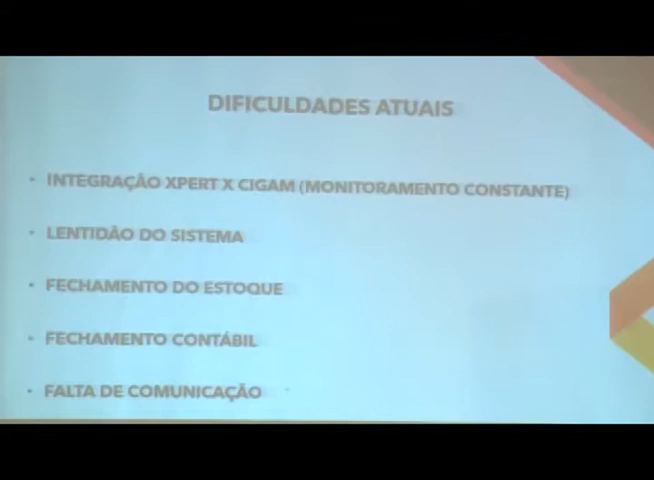 DIFICULDADES ATUAIS
• INTEGRAÇÃO XPERT X CIGAM (MONITORAMENTO CONSTANTE)
• LENTIDÃO DO SISTEMA
• FECHAMENTO DO ESTOQUE
• FECHAMENTO CONTÁBIL
• FALTA DE COMUNICAÇÃO